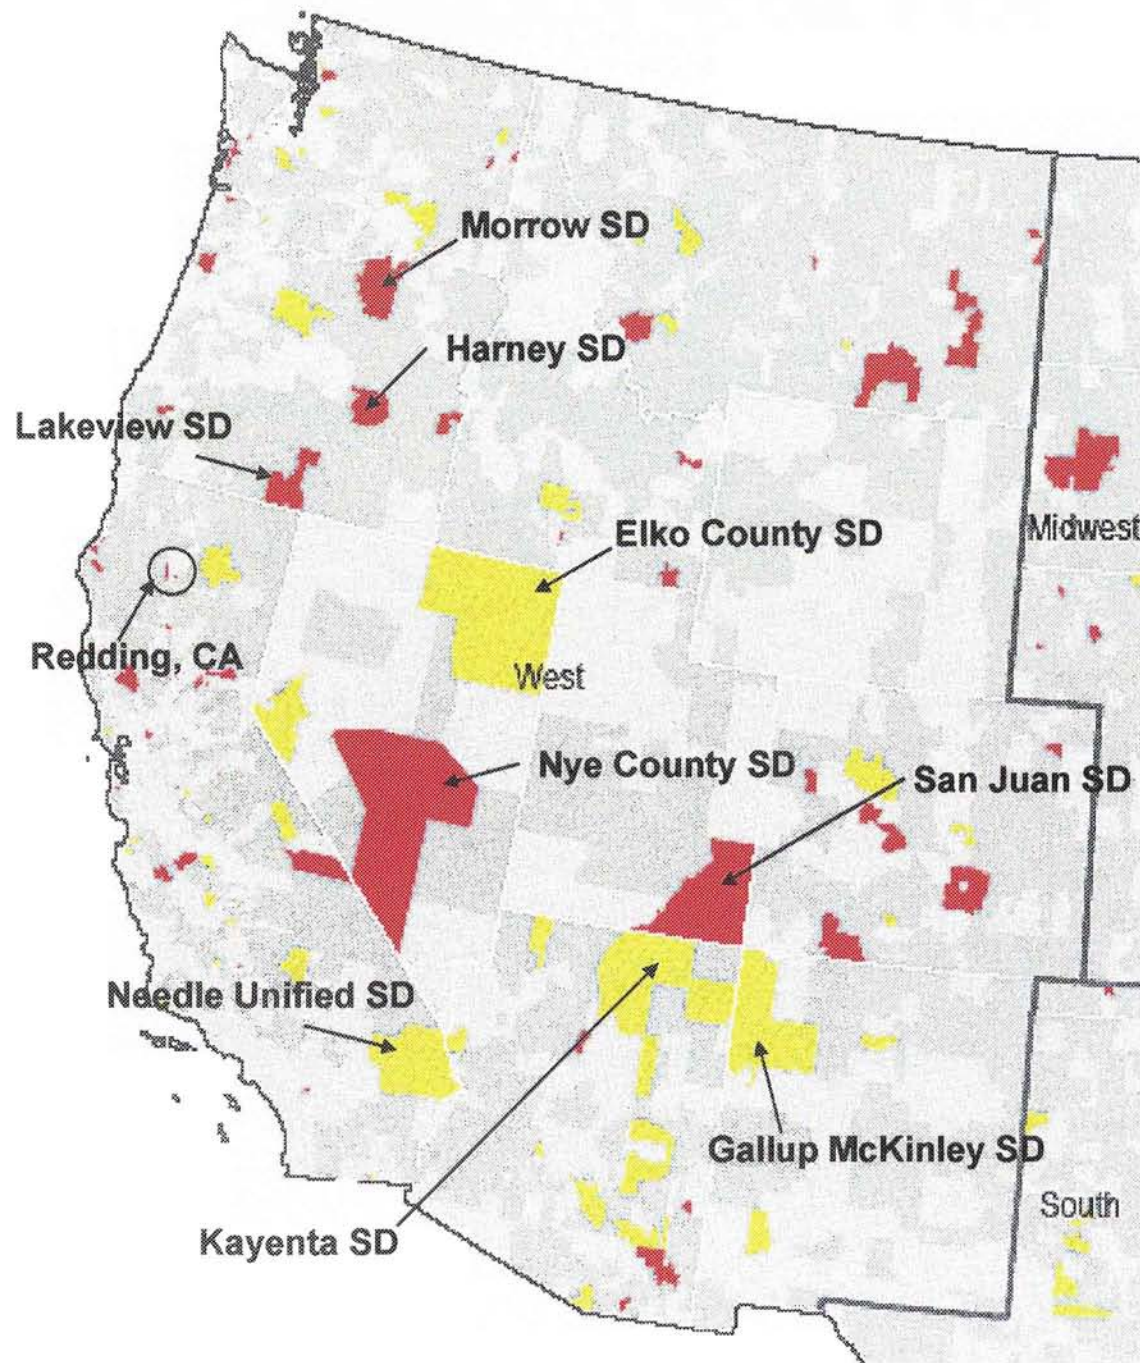 Morrow SD
Harney SD
Lakeview SD
Midwest
Elko County SD
Redding, CA
West
Nye County SD
San Juan SD
Needle Unified SD
Gallup McKinley SD
South
Kayenta SD